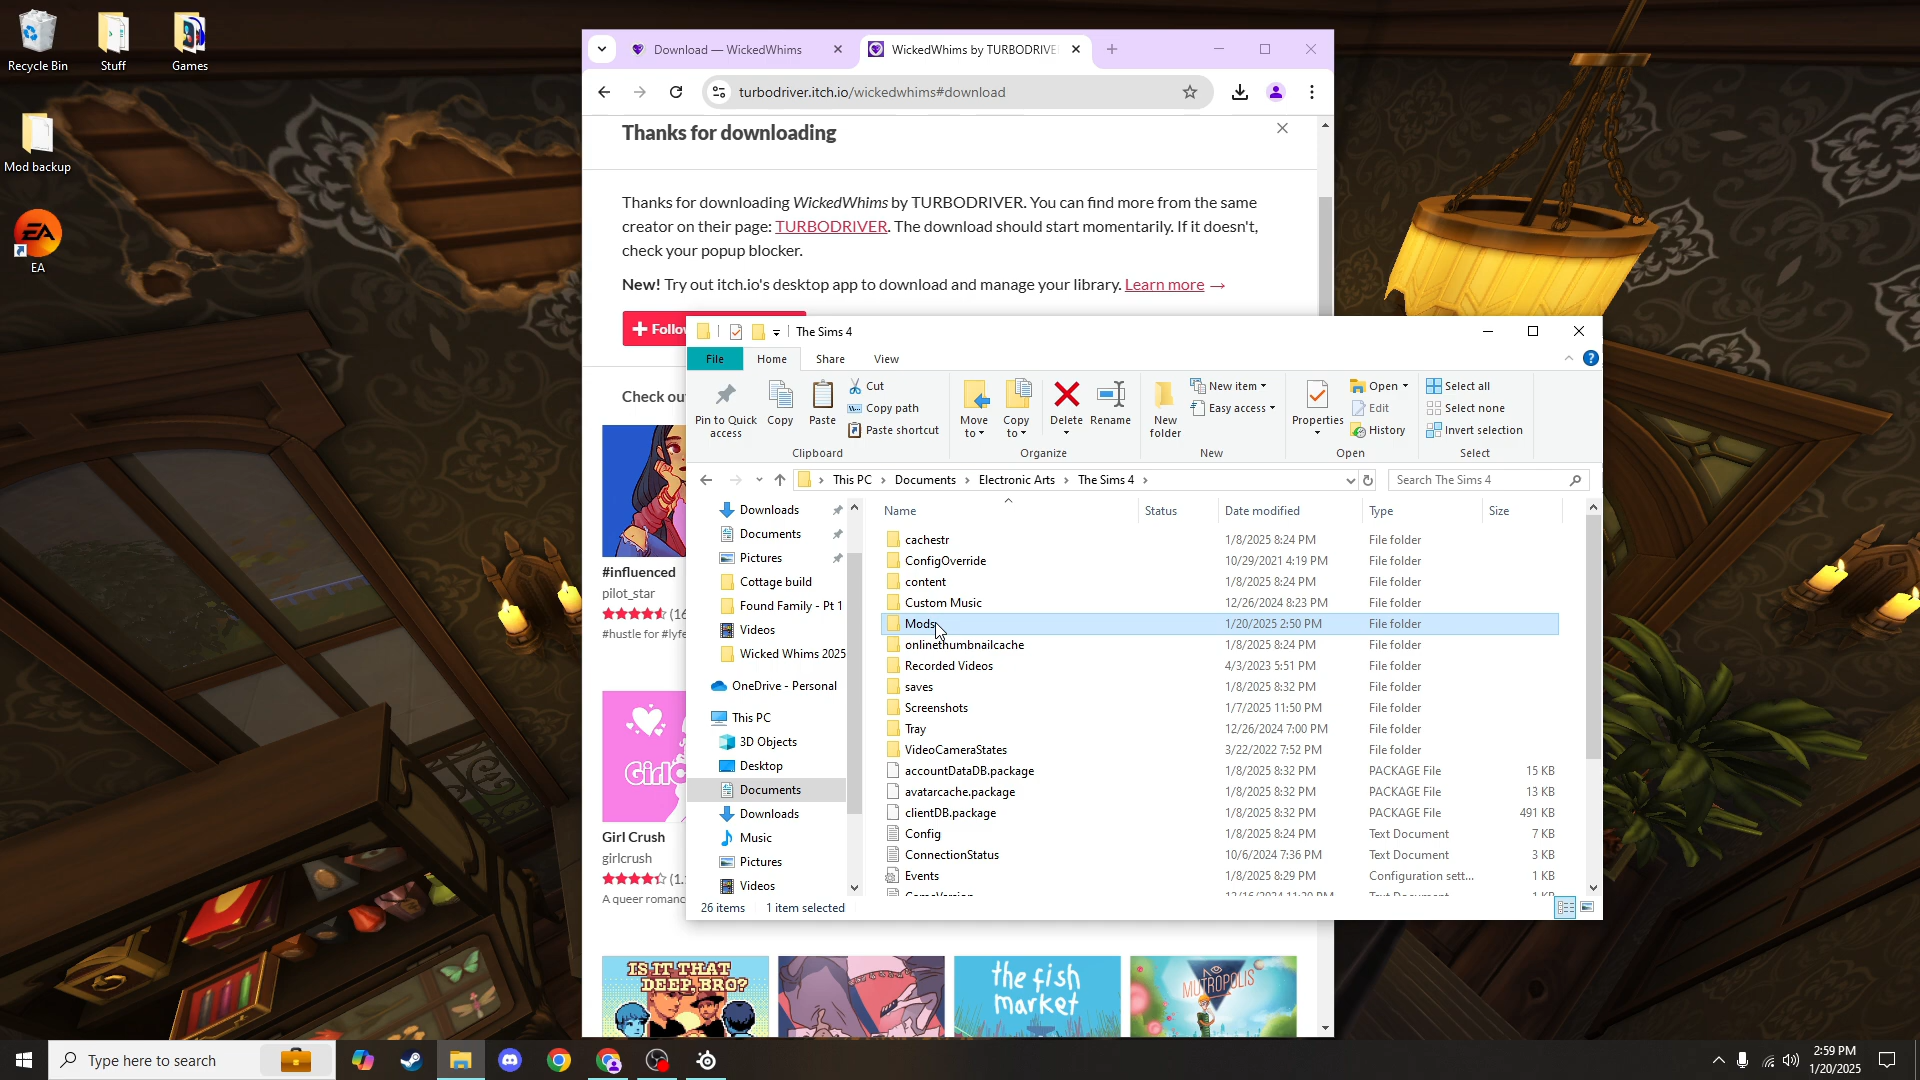 Recycle Bin
Stuff
Games
Mod backup
EA
EA
Download — WickedWhims
WickedWhims by TURBODRIVE
turbodriver.itch.io/wickedwhims#download
Thanks for downloading
Thanks for downloading WickedWhims by TURBODRIVER. You can find more from the same
creator on their page: TURBODRIVER. The download should start momentarily. If it doesn't,
check your popup blocker.
New! Try out itch.io's desktop app to download and manage your library. Learn more →
Follow
Check ou
#influenced
pilot_star
(16
#hustle for #lyfe
Girl
Girl Crush
girlcrush
(1.
A queer romanc
IS IT THAT
DEEP, BRO?
the fish
market
NO
MUTROPOLIS
The Sims 4
File
Home
Share
View
Pin to Quick
access
Copy
Paste
Cut
Copy path
Paste shortcut
Clipboard
Move
to
Copy
to
Delete
Rename
Organize
New
folder
New item
Easy access
New
Properties
Open
Edit
History
Open
Select all
Select none
Invert selection
Select
This PC
Documents
Electronic Arts
The Sims 4
Search The Sims 4
Downloads
Documents
Pictures
Cottage build
Found Family - Pt 1
Videos
Wicked Whims 2025
OneDrive - Personal
This PC
3D Objects
Desktop
Documents
Downloads
Music
Pictures
Videos
Name Status Date modified Type Size
cachestr 1/8/2025 8:24 PM File folder
ConfigOverride 10/29/2021 4:19 PM File folder
content 1/8/2025 8:24 PM File folder
Custom Music 12/26/2024 8:23 PM File folder
Mods 1/20/2025 2:50 PM File folder
onlinethumbnailcache 1/8/2025 8:24 PM File folder
Recorded Videos 4/3/2023 5:51 PM File folder
saves 1/8/2025 8:32 PM File folder
Screenshots 1/7/2025 11:50 PM File folder
Tray 12/26/2024 7:00 PM File folder
VideoCameraStates 3/22/2022 7:52 PM File folder
accountDataDB.package 1/8/2025 8:32 PM PACKAGE File 15 KB
avatarcache.package 1/8/2025 8:32 PM PACKAGE File 13 KB
clientDB.package 1/8/2025 8:32 PM PACKAGE File 491 KB
Config 1/8/2025 8:24 PM Text Document 7 KB
ConnectionStatus 10/6/2024 7:36 PM Text Document 3 KB
Events 1/8/2025 8:29 PM Configuration sett... 1 KB
GameVersion 12/16/2024 11:20 PM Text Document 1 KB
26 items 1 item selected
Type here to search
2:59 PM
1/20/2025